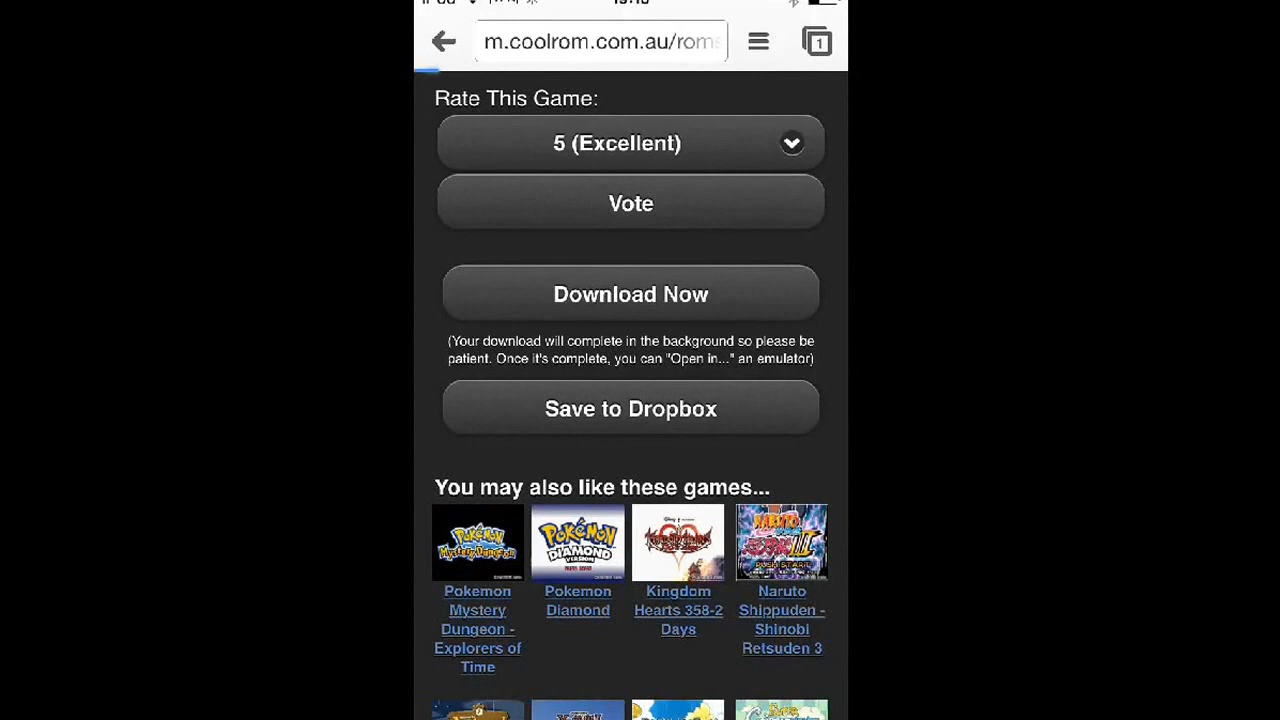 m.coolrom.com.au/roms
1
Rate This Game:
5 (Excellent)
Vote
Download Now
(Your download will complete in the background so please be
patient. Once it's complete, you can "Open in..." an emulator)
Save to Dropbox
You may also like these games...
Pokemon
Mystery
Dungeon -
Explorers of
Time
Pokemon
Diamond
Kingdom
Hearts 358-2
Days
Naruto
Shippuden -
Shinobi
Retsuden 3